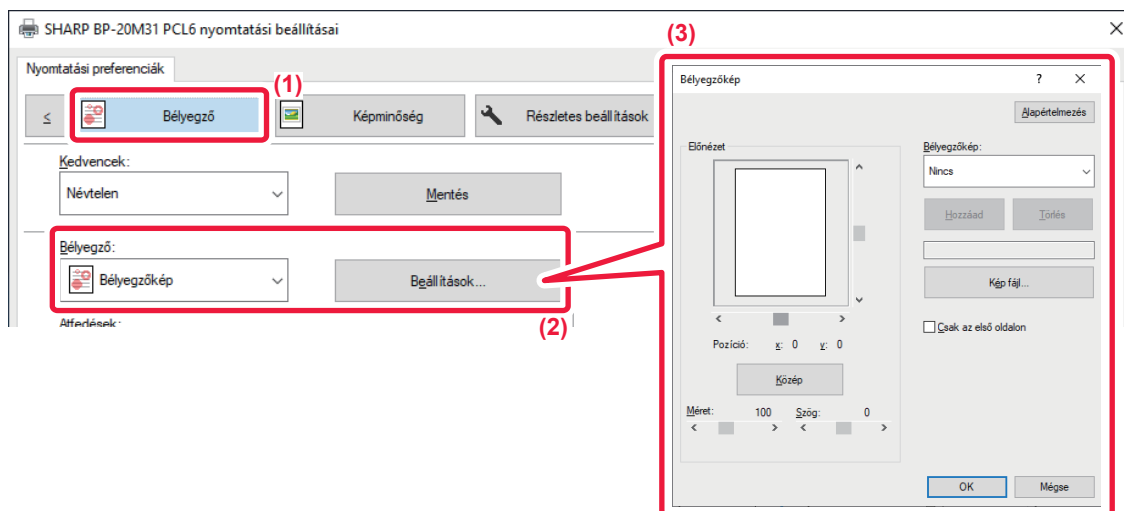 SHARP BP-20M31 PCL6 nyomtatási beállításai
Nyomtatási preferenciák
(1)
≤ Bélyegző Képminőség Részletes beállítások
Kedvencek:
Névtelen Mentés
Bélyegző:
Bélyegzőkép Beállítások...
(2)
Átfedések:
(3)
Bélyegzőkép ? ×
Alapértelmezés
Előnézet
Bélyegzőkép:
Nincs
Hozzáad Törlés
Kép fájl...
Csak az első oldalon
Pozíció: x: 0 y: 0
Közép
Méret: 100 Szög: 0
OK Mégse